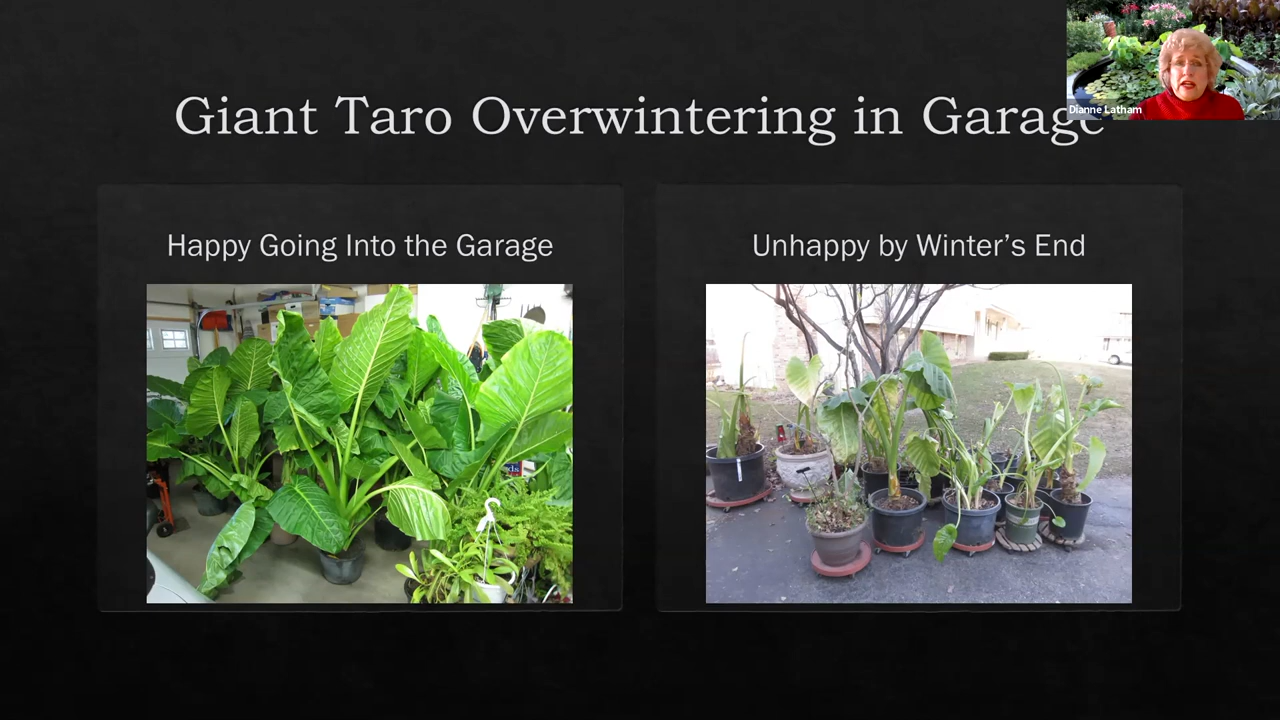 Giant Taro Overwintering in Garage
Dianne Latham
Happy Going Into the Garage
Unhappy by Winter’s End